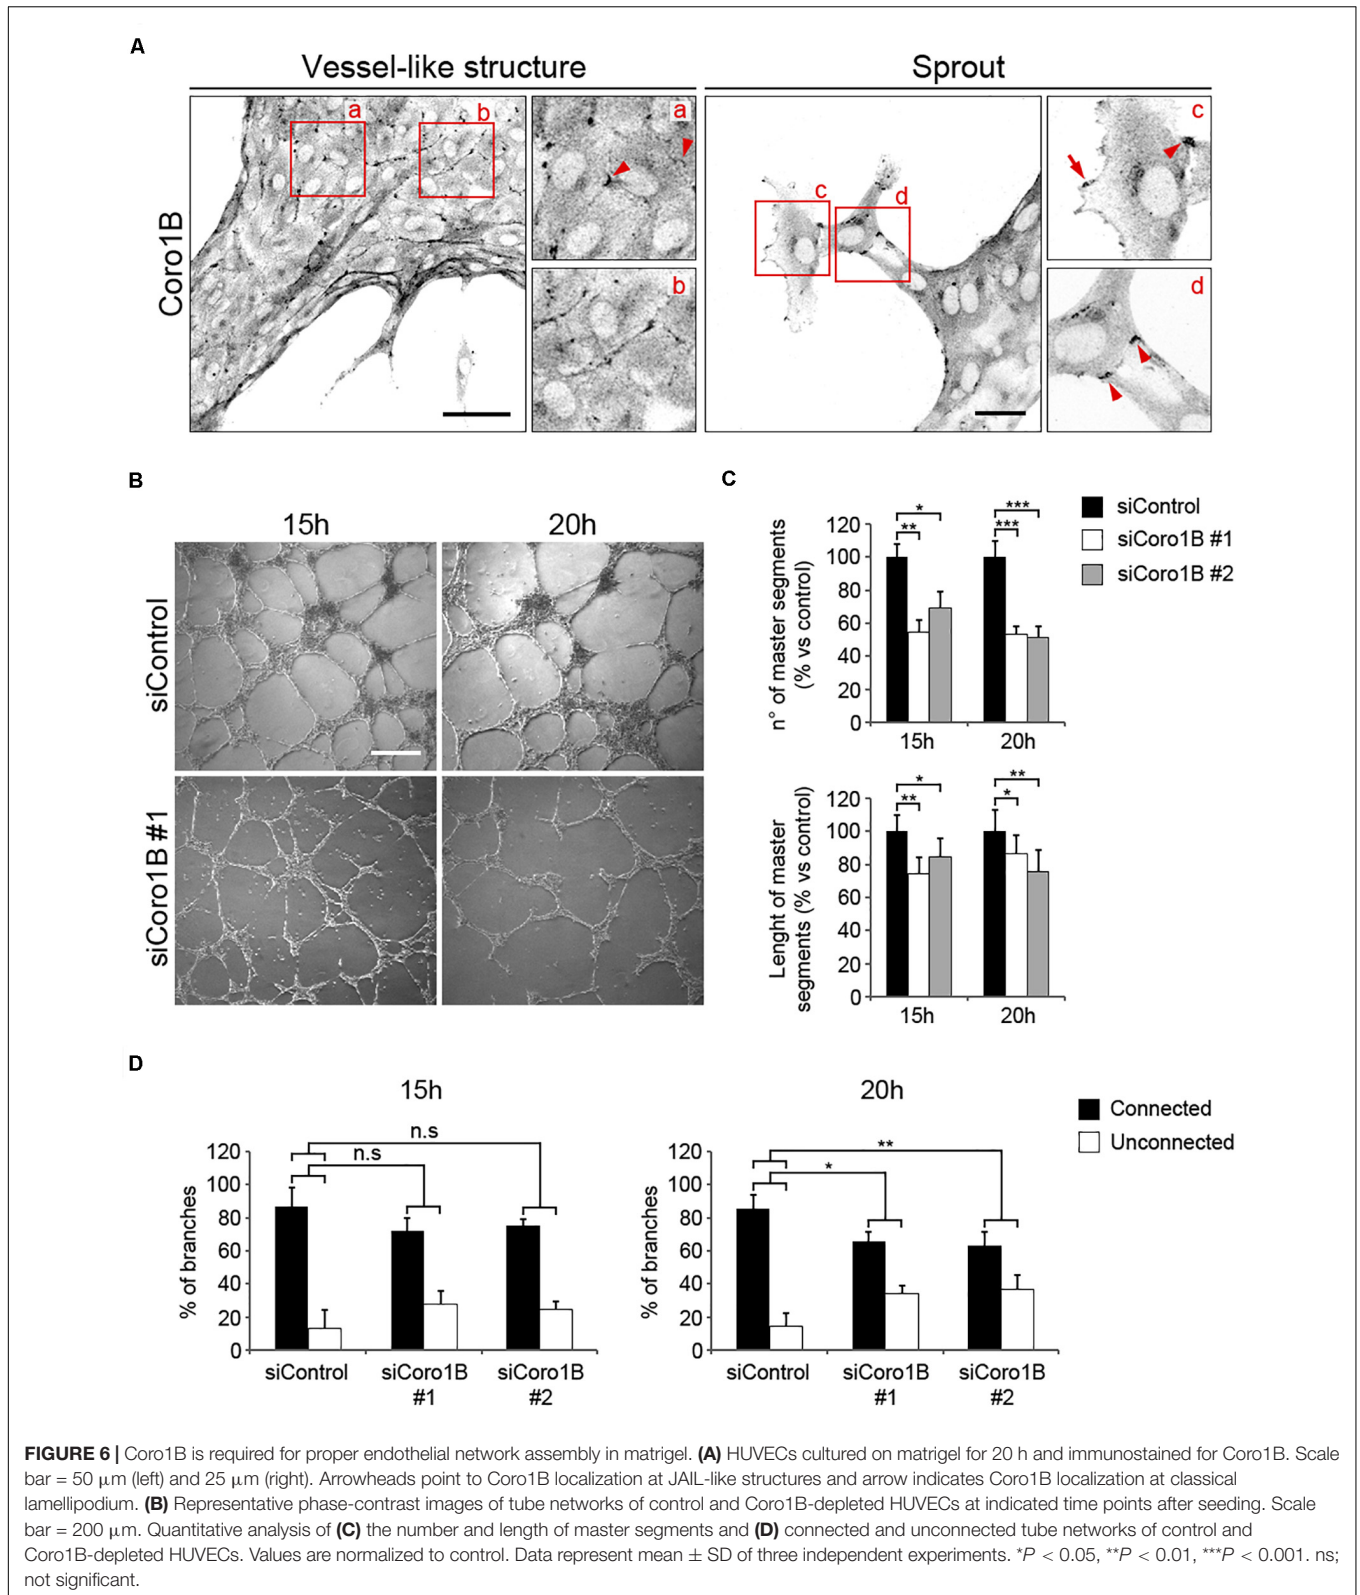 A
Vessel-like structure
Sprout
Coro1B
a
b
a
b
c
d
c
d
B
15h
20h
siControl
siCoro1B #1
C
siControl
siCoro1B #1
siCoro1B #2
n° of master segments
(% vs control)
120
100
80
60
40
20
0
**
*
***
***
15h
20h
Lenght of master
segments (% vs control)
120
100
80
60
40
20
0
**
*
*
**
15h
20h
D
15h
% of branches
120
100
80
60
40
20
0
n.s
n.s
siControl
siCoro1B
#1
siCoro1B
#2
20h
% of branches
120
100
80
60
40
20
0
**
*
siControl
siCoro1B
#1
siCoro1B
#2
Connected
Unconnected
FIGURE 6 | Coro1B is required for proper endothelial network assembly in matrigel. (A) HUVECs cultured on matrigel for 20 h and immunostained for Coro1B. Scale
bar = 50 μm (left) and 25 μm (right). Arrowheads point to Coro1B localization at JAIL-like structures and arrow indicates Coro1B localization at classical
lamellipodium. (B) Representative phase-contrast images of tube networks of control and Coro1B-depleted HUVECs at indicated time points after seeding. Scale
bar = 200 μm. Quantitative analysis of (C) the number and length of master segments and (D) connected and unconnected tube networks of control and
Coro1B-depleted HUVECs. Values are normalized to control. Data represent mean ± SD of three independent experiments. *P < 0.05, **P < 0.01, ***P < 0.001. ns;
not significant.